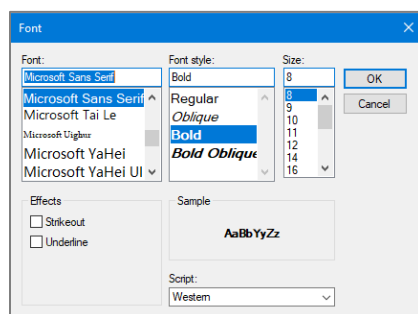 Font
Font:
Microsoft Sans Serif
Microsoft Sans Serif
Microsoft Tai Le
Microsoft Uighur
Microsoft YaHei
Microsoft YaHei UI
Font style:
Bold
Regular
Oblique
Bold
Bold Oblique
Size:
8
8
9
10
11
12
14
16
OK
Cancel
Effects
Strikeout
Underline
Sample
AaBbYyZz
Script:
Western